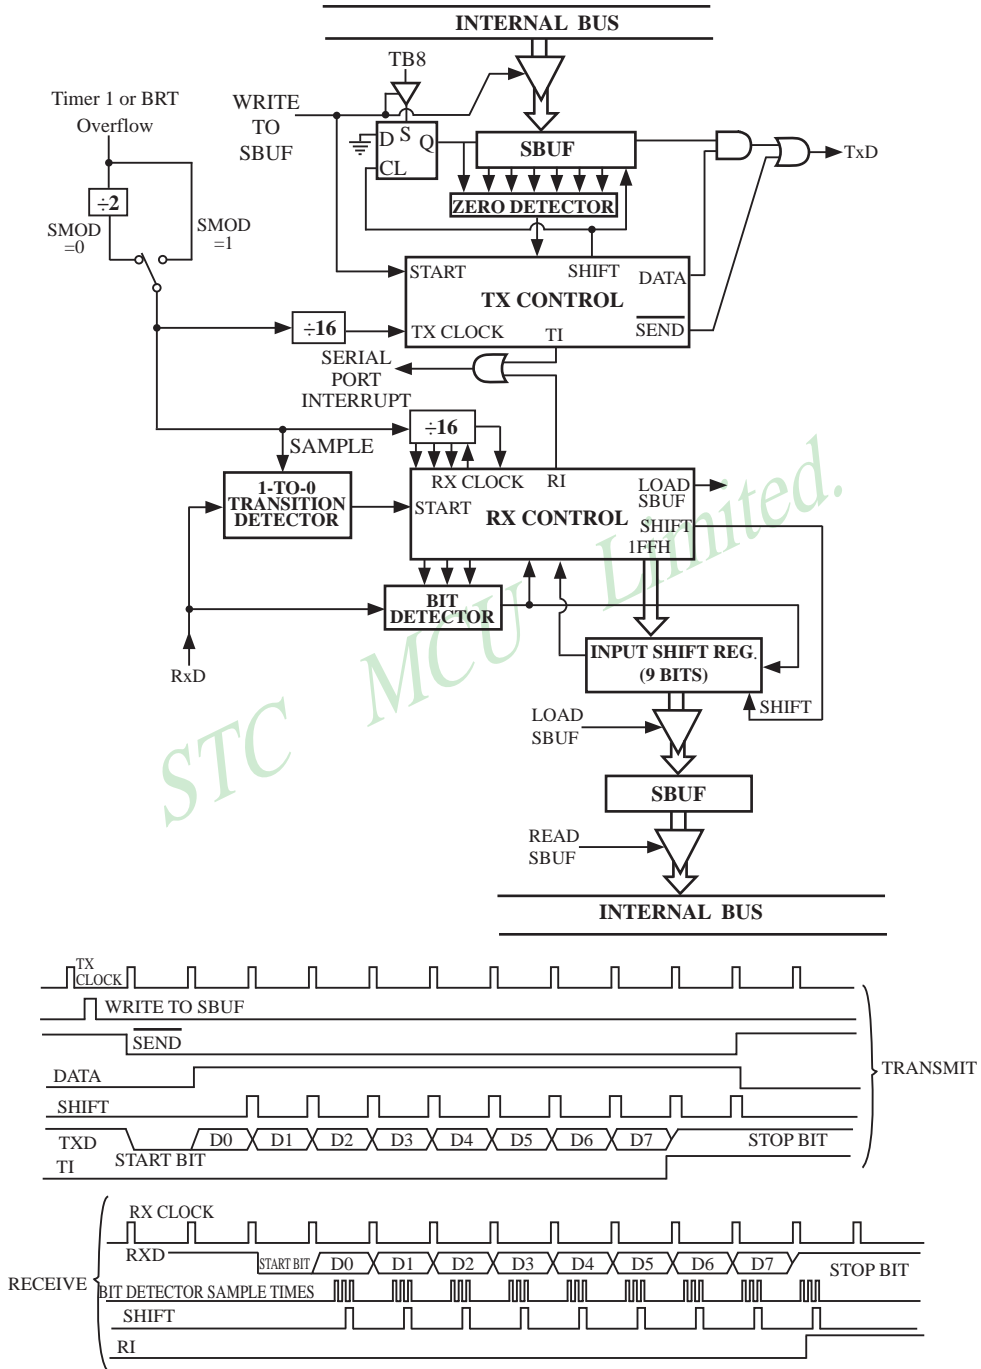 INTERNAL BUS
TB8
Timer 1 or BRT
Overflow
WRITE
TO
SBUF
D S Q
CL
SBUF
TxD
÷2
SMOD
=0
SMOD
=1
ZERO DETECTOR
START
SHIFT
DATA
TX CONTROL
÷16
TX CLOCK
TI
SEND
SERIAL
PORT
INTERRUPT
÷16
SAMPLE
1-TO-0
TRANSITION
DETECTOR
RX CLOCK
RI
LOAD
SBUF
START
RX CONTROL
SHIFT
1FFH
BIT
DETECTOR
RxD
INPUT SHIFT REG.
(9 BITS)
SHIFT
LOAD
SBUF
SBUF
READ
SBUF
INTERNAL BUS
STC MCU Limited.
TX
CLOCK
WRITE TO SBUF
SEND
DATA
TRANSMIT
SHIFT
TXD
START BIT
D0 D1 D2 D3 D4 D5 D6 D7
STOP BIT
TI
RX CLOCK
RXD
START BIT
D0 D1 D2 D3 D4 D5 D6 D7
STOP BIT
RECEIVE
BIT DETECTOR SAMPLE TIMES
SHIFT
RI